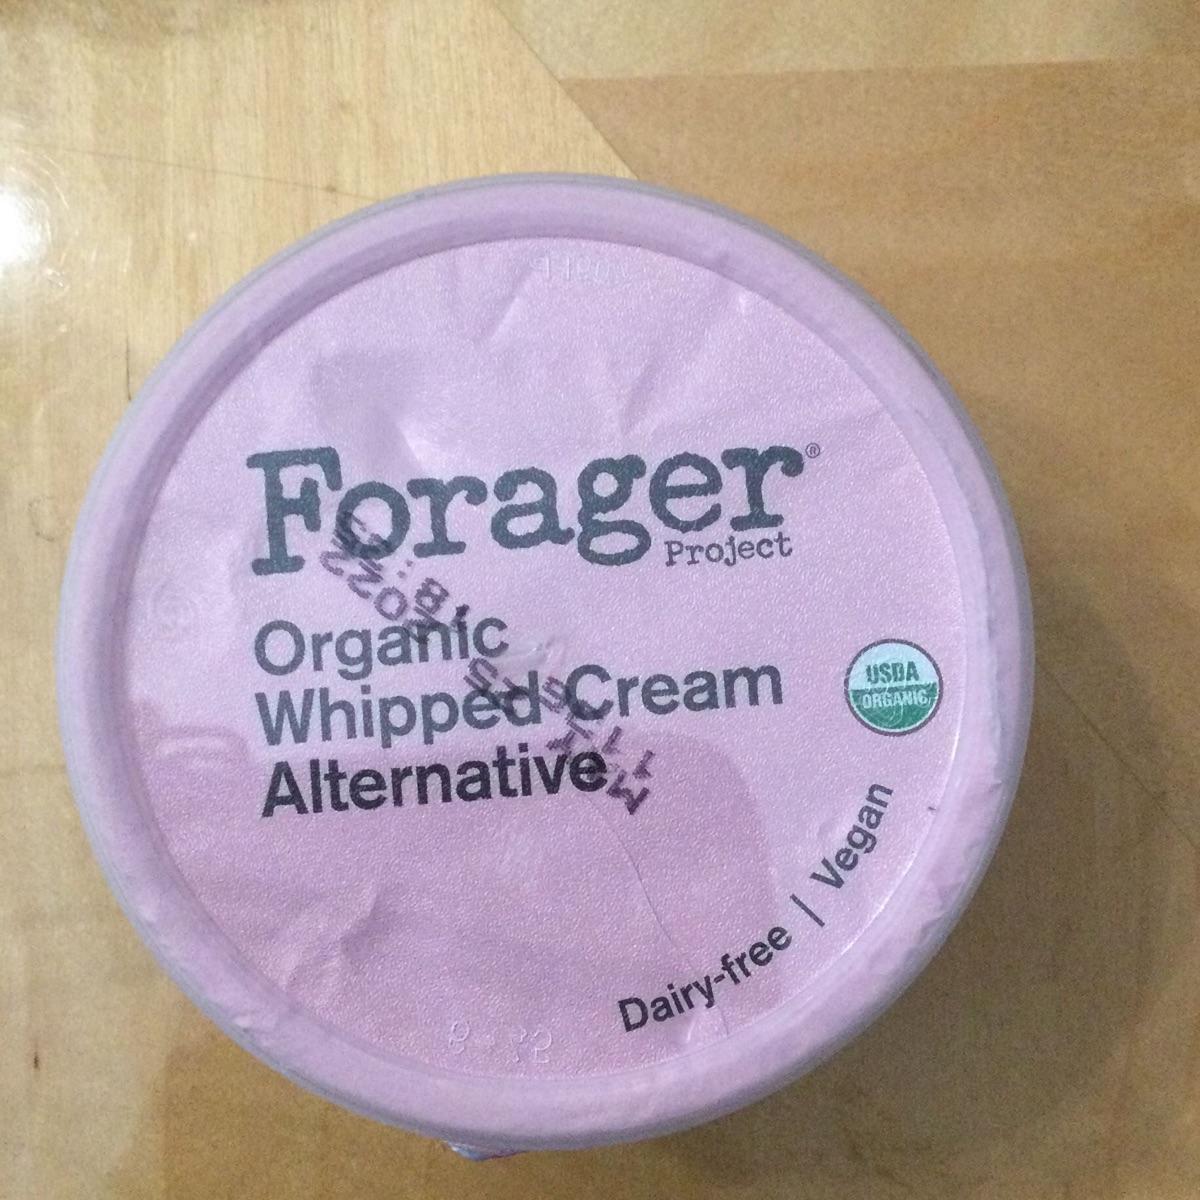 Forager®
Project
Organic
Whipped Cream
Alternative
USDA
ORGANIC
Dairy-free | Vegan